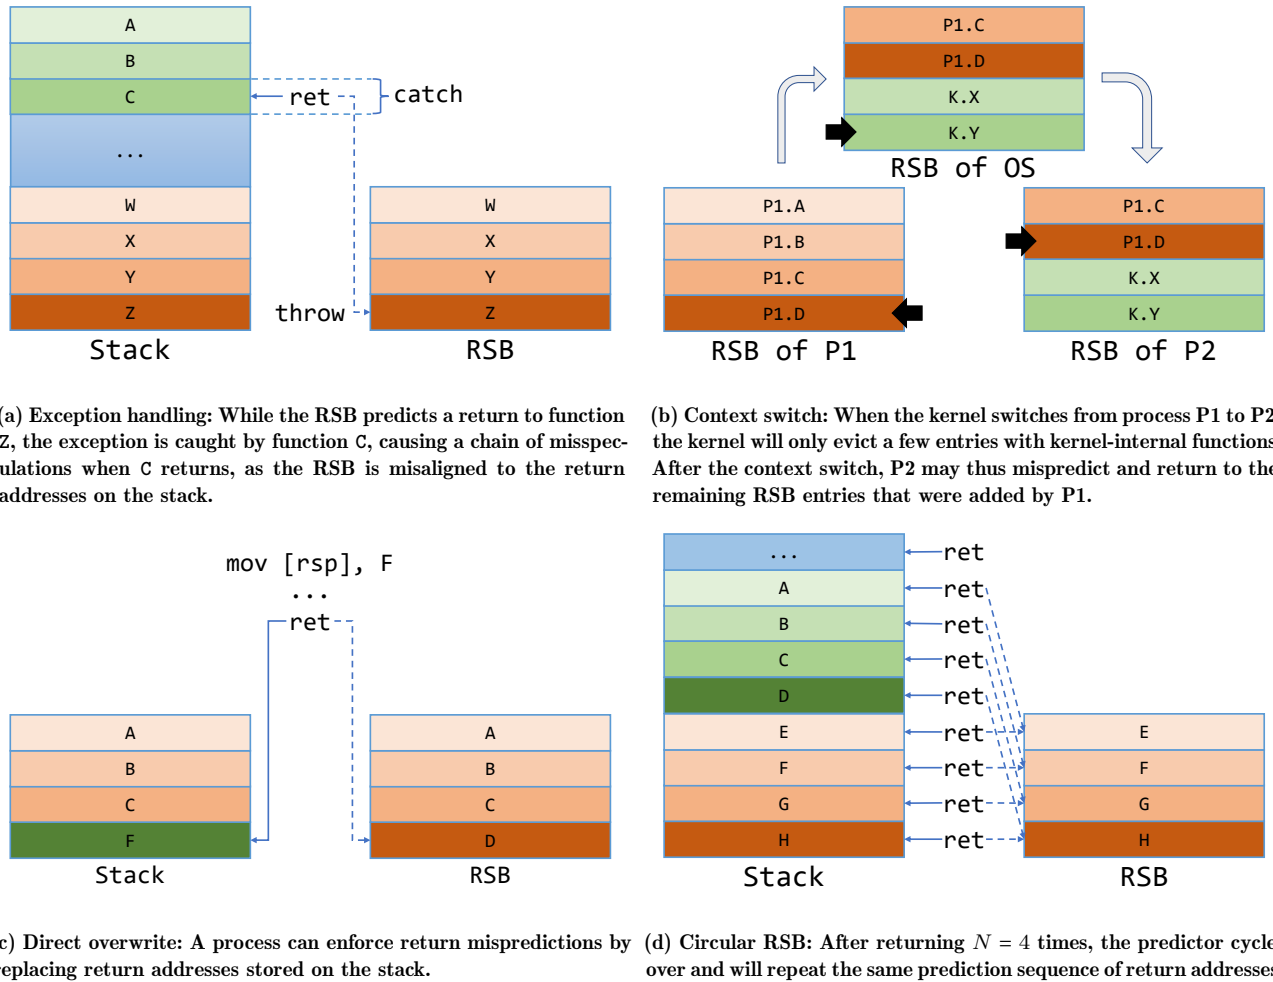 A
B
C
ret
catch
...
W
X
Y
Z
throw
W
X
Y
Z
Stack
RSB
(a) Exception handling: While the RSB predicts a return to function
Z, the exception is caught by function C, causing a chain of misspec-
ulations when C returns, as the RSB is misaligned to the return
addresses on the stack.
P1.C
P1.D
K.X
K.Y
RSB of OS
P1.A
P1.B
P1.C
P1.D
RSB of P1
P1.C
P1.D
K.X
K.Y
RSB of P2
(b) Context switch: When the kernel switches from process P1 to P2
the kernel will only evict a few entries with kernel-internal functions
After the context switch, P2 may thus mispredict and return to the
remaining RSB entries that were added by P1.
mov [rsp], F
...
ret
A
B
C
F
Stack
A
B
C
D
RSB
c) Direct overwrite: A process can enforce return mispredictions by
replacing return addresses stored on the stack.
... ret
A ret
B ret
C ret
D ret
E ret E
F ret F
G ret G
H ret H
Stack
RSB
(d) Circular RSB: After returning N = 4 times, the predictor cycle
over and will repeat the same prediction sequence of return addresses